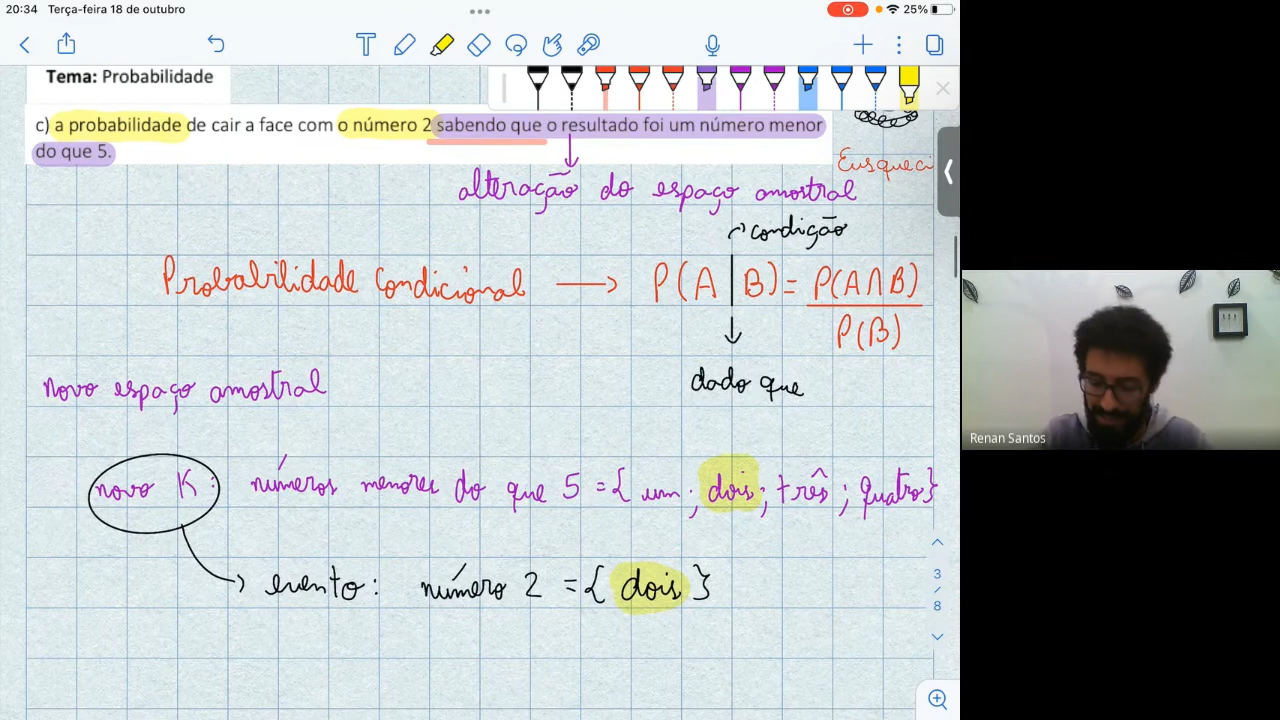 20:34 Terça-feira 18 de outubro
25%
Tema: Probabilidade
c) a probabilidade de cair a face com o número 2 sabendo que o resultado foi um número menor
do que 5.
Eusqueci
alteração do espaço amostral
condição
Probabilidade Condicional → P(A | B) = P(A∩B)
P(B)
dado que
novo espaço amostral
novo K: números menores do que 5 = { um ; dois ; três ; quatro}
evento: número 2 = { dois }
3
/
8
Renan Santos